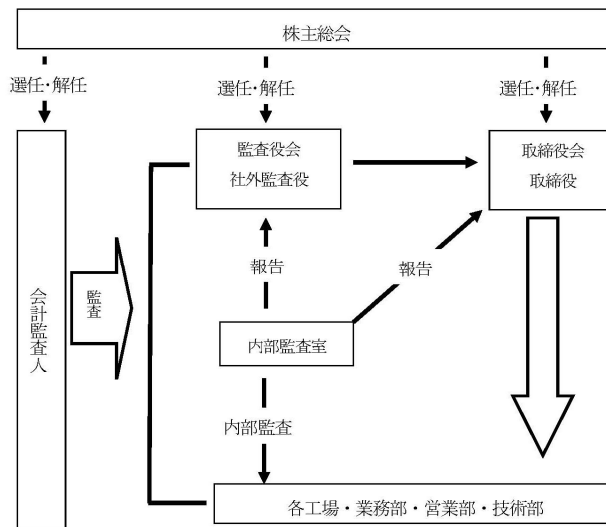 株主総会
選任・解任
選任・解任
選任・解任
監査役会
社外監査役
取締役会
取締役
報告
報告
監査
会計監査人
内部監査室
内部監査
各工場・業務部・営業部・技術部